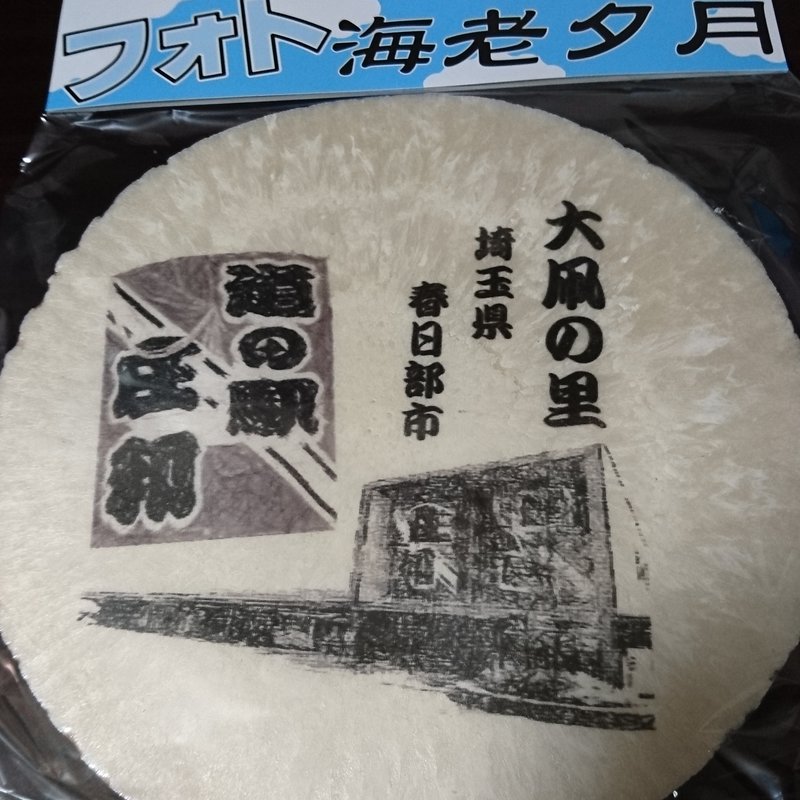 フォト海老夕月
大凧の里
埼玉県
春日部市
道の駅
庄和
庄和